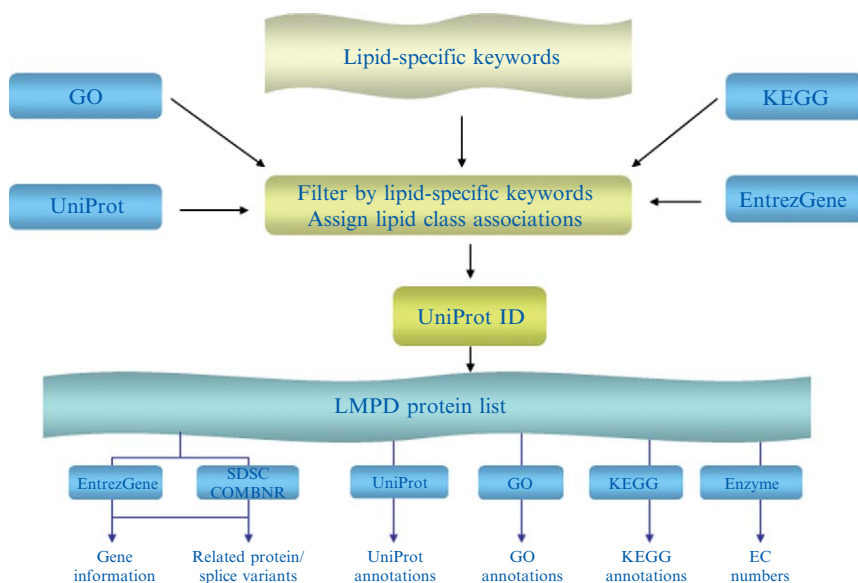 Lipid-specific keywords
GO
KEGG
UniProt
Filter by lipid-specific keywords
Assign lipid class associations
EntrezGene
UniProt ID
LMPD protein list
EntrezGene
SDSC
COMBNR
UniProt
GO
KEGG
Enzyme
Gene
information
Related protein/
splice variants
UniProt
annotations
GO
annotations
KEGG
annotations
EC
numbers